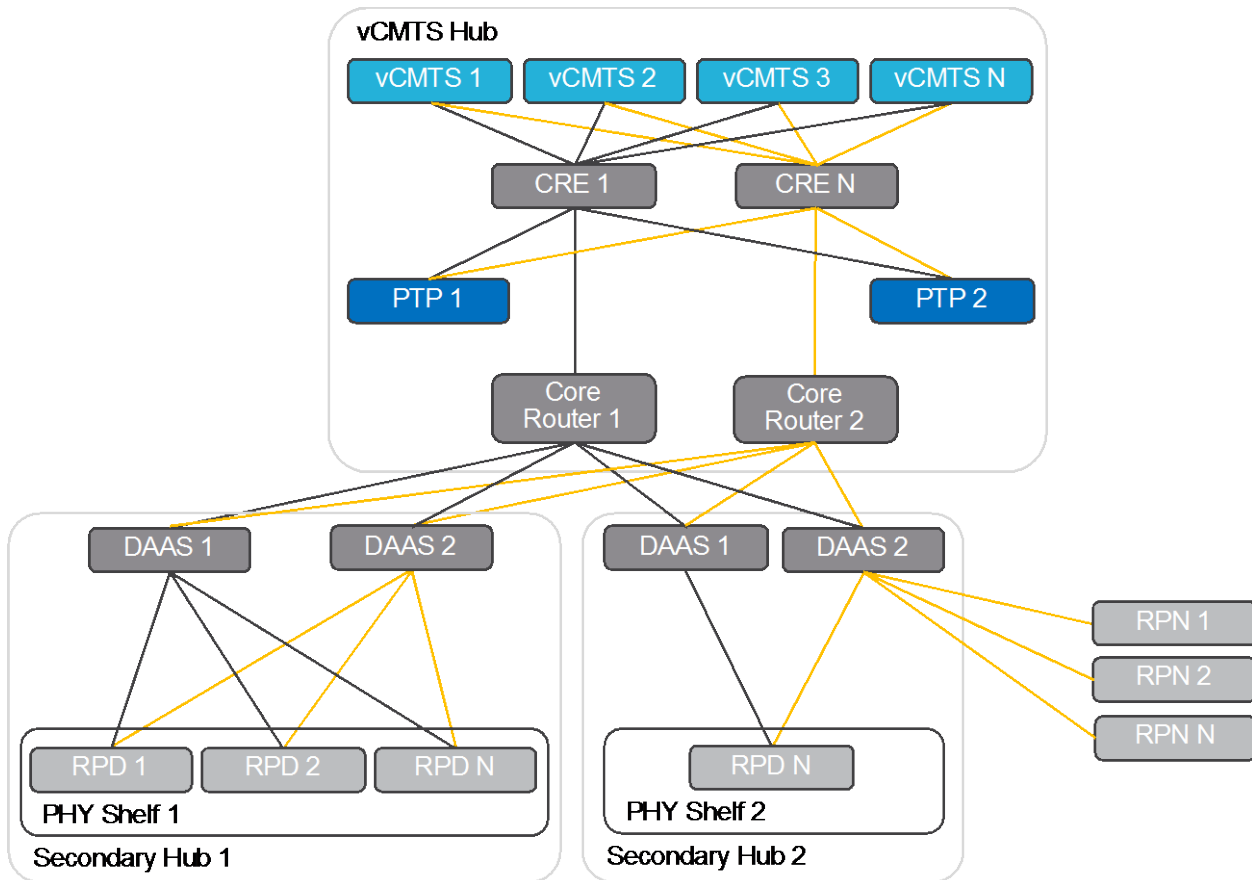 vCMTS Hub
vCMTS 1
vCMTS 2
vCMTS 3
vCMTS N
CRE 1
CRE N
PTP 1
PTP 2
Core
Router 1
Core
Router 2
DAAS 1
DAAS 2
DAAS 1
DAAS 2
RPN 1
RPN 2
RPN N
RPD 1
RPD 2
RPD N
RPD N
PHY Shelf 1
PHY Shelf 2
Secondary Hub 1
Secondary Hub 2